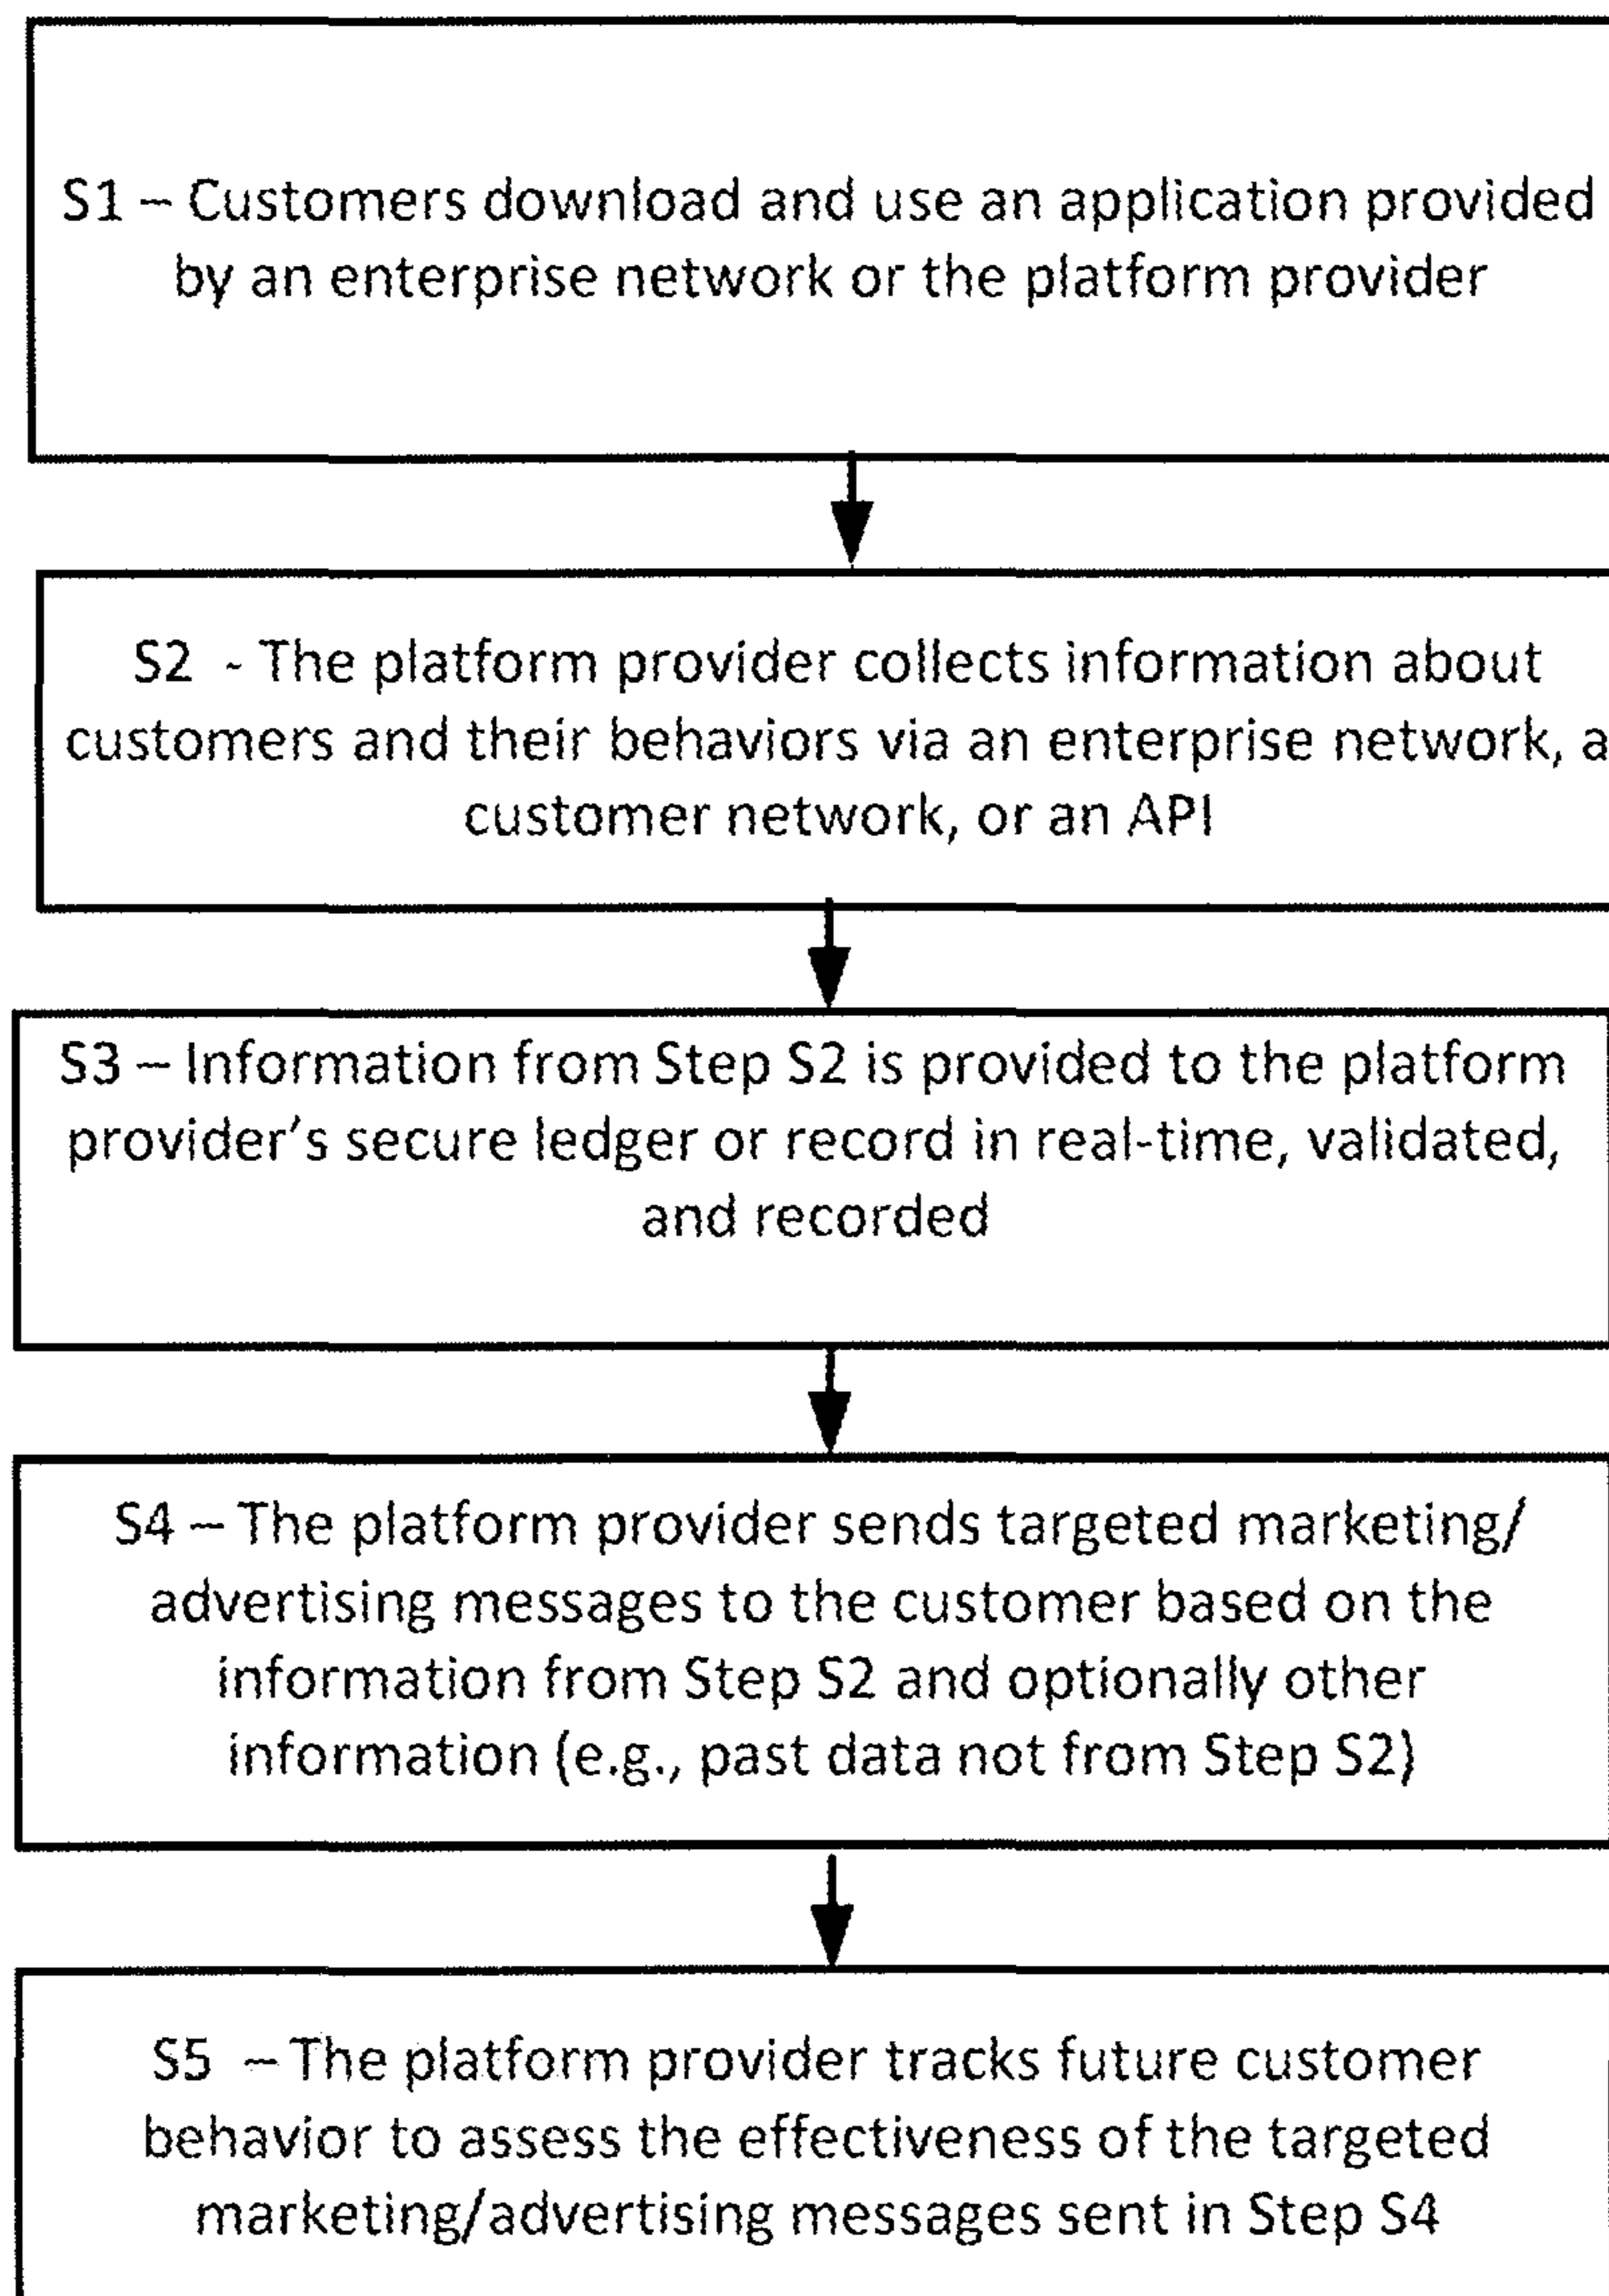 S1 – Customers download and use an application provided
by an enterprise network or the platform provider
S2 - The platform provider collects information about
customers and their behaviors via an enterprise network, a
customer network, or an API
S3 – Information from Step S2 is provided to the platform
provider's secure ledger or record in real-time, validated,
and recorded
S4 – The platform provider sends targeted marketing/
advertising messages to the customer based on the
information from Step S2 and optionally other
information (e.g., past data not from Step S2)
S5 – The platform provider tracks future customer
behavior to assess the effectiveness of the targeted
marketing/advertising messages sent in Step S4